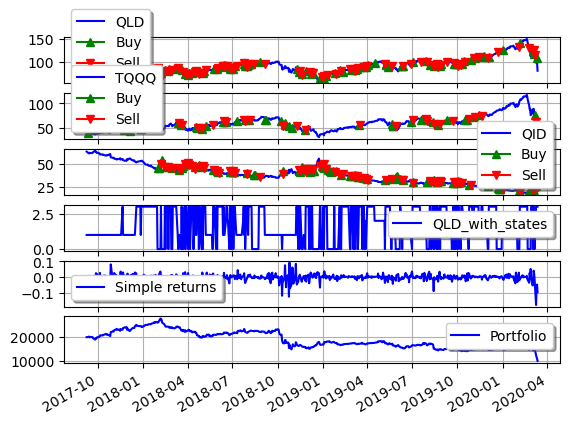 QLD
Buy
Sell
150
100
TQQQ
Buy
Sell
100
50
QID
Buy
Sell
50
25
QLD_with_states
2.5
0.0
Simple returns
0.1
0.0
−0.1
Portfolio
20000
10000
2017-10 2018-01 2018-04 2018-07 2018-10 2019-01 2019-04 2019-07 2019-10 2020-01 2020-04